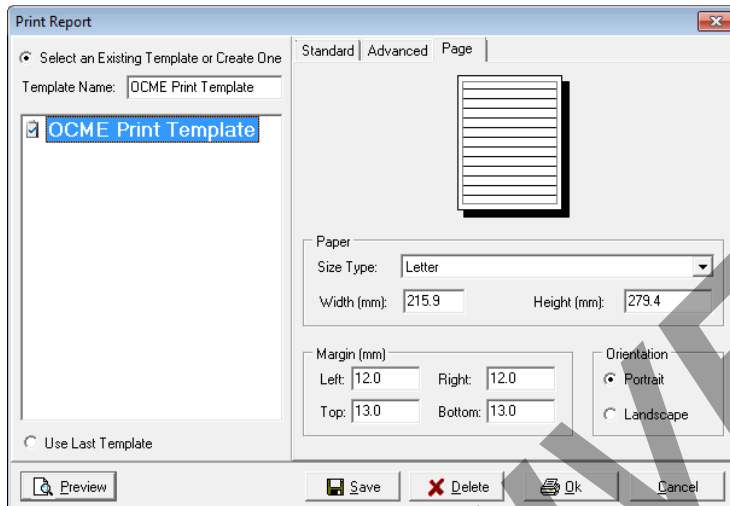 Print Report
Select an Existing Template or Create One
Template Name: OCME Print Template
OCME Print Template
Use Last Template
Standard Advanced Page
Paper
Size Type: Letter
Width (mm): 215.9 Height (mm): 279.4
Margin (mm)
Left: 12.0 Right: 12.0
Top: 13.0 Bottom: 13.0
Orientation
Portrait
Landscape
Preview Save Delete Ok Cancel